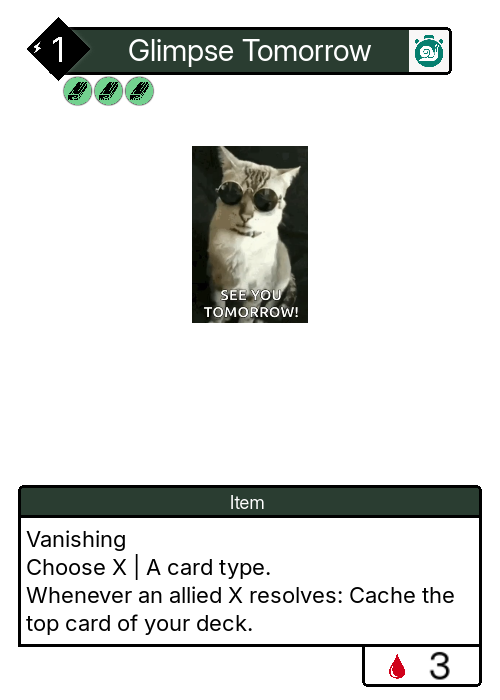 1
Glimpse Tomorrow
SEE YOU
TOMORROW!
Item
Vanishing
Choose X | A card type.
Whenever an allied X resolves: Cache the
top card of your deck.
3